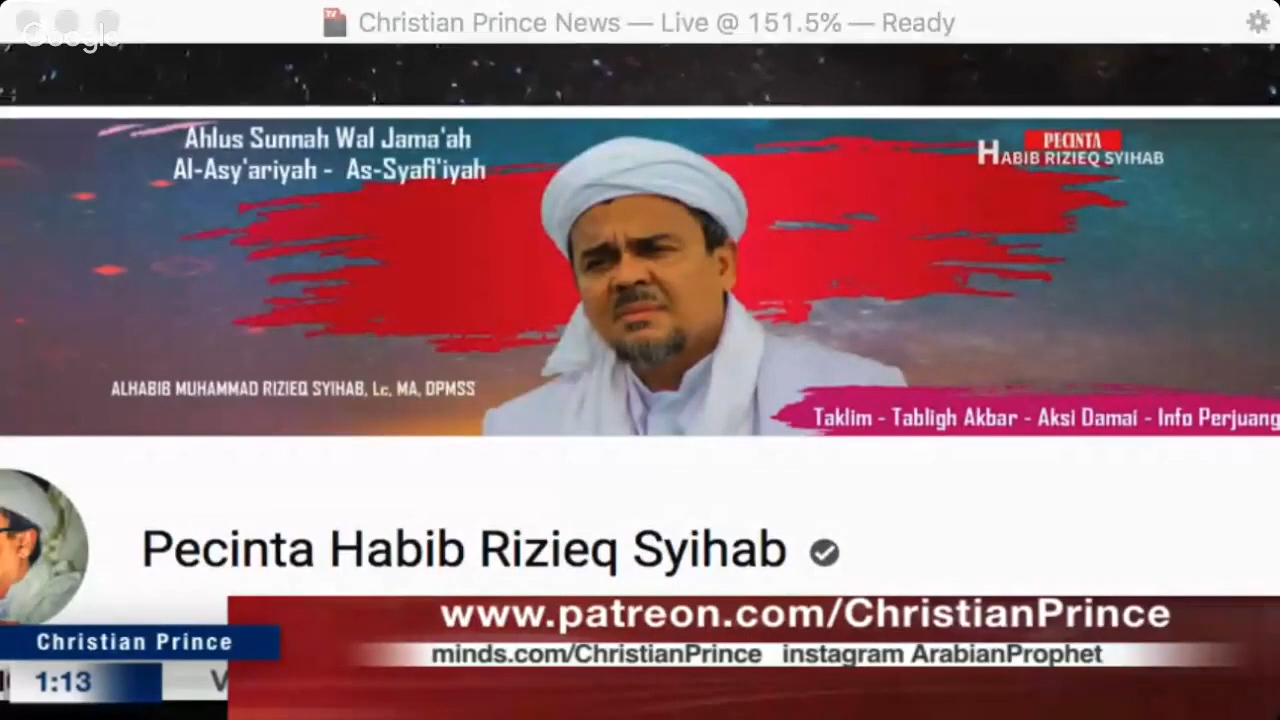 Christian Prince News — Live @ 151.5% — Ready
Google
Ahlus Sunnah Wal Jama'ah
Al-Asy'ariyah - As-Syafi'iyah
PECINTA
HABIB RIZIEQ SYIHAB
ALHABIB MUHAMMAD RIZIEQ SYIHAB, Lc, MA, DPMSS
Taklim - Tabligh Akbar - Aksi Damai - Info Perjuang
Pecinta Habib Rizieq Syihab
www.patreon.com/ChristianPrince
Christian Prince
minds.com/ChristianPrince instagram ArabianProphet
1:13